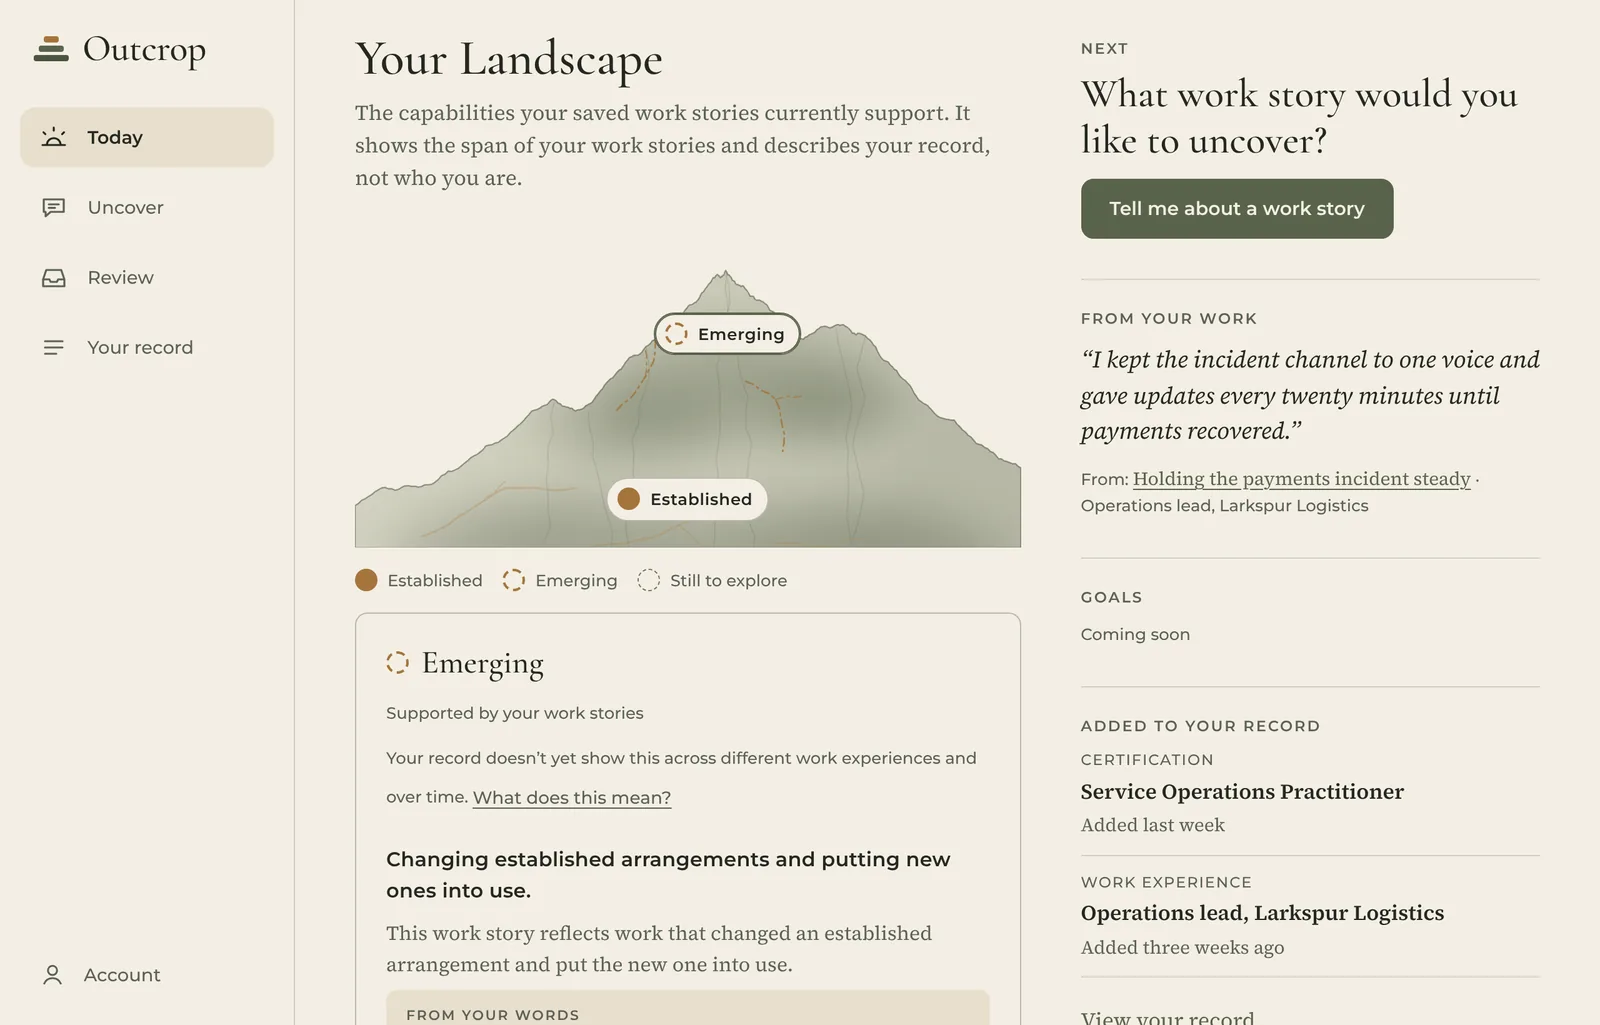 Outcrop
Today
Uncover
Review
Your record
Account
Your Landscape
The capabilities your saved work stories currently support. It
shows the span of your work stories and describes your record,
not who you are.
Emerging
Established
Established
Emerging
Still to explore
Emerging
Supported by your work stories
Your record doesn’t yet show this across different work experiences and
over time. What does this mean?
Changing established arrangements and putting new
ones into use.
This work story reflects work that changed an established
arrangement and put the new one into use.
FROM YOUR WORDS
NEXT
What work story would you
like to uncover?
Tell me about a work story
FROM YOUR WORK
“I kept the incident channel to one voice and
gave updates every twenty minutes until
payments recovered.”
From: Holding the payments incident steady ·
Operations lead, Larkspur Logistics
GOALS
Coming soon
ADDED TO YOUR RECORD
CERTIFICATION
Service Operations Practitioner
Added last week
WORK EXPERIENCE
Operations lead, Larkspur Logistics
Added three weeks ago
View your record